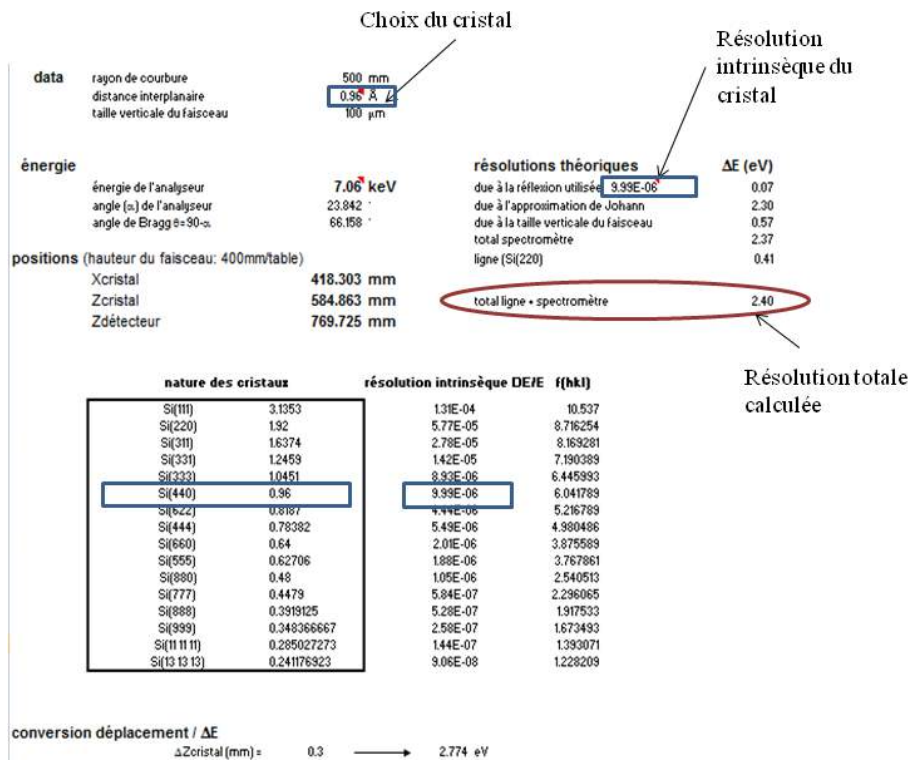 Choix du cristal
Résolution
intrinsèque du
cristal
data rayon de courbure 500 mm
distance interplanaire 0.96 Å
taille verticale du faisceau 100 µm
énergie
énergie de l'analyseur 7.06 keV
angle (α) de l'analyseur 23.842 °
angle de Bragg θ=90-α 66.158 °
résolutions théoriques ΔE (eV)
due à la réflexion utilisée 9.99E-06 0.07
due à l'approximation de Johann 2.30
due à la taille verticale du faisceau 0.57
total spectromètre 2.37
ligne (Si(220) 0.41
total ligne + spectromètre 2.40
positions (hauteur du faisceau: 400mm/table)
Xcristal 418.303 mm
Zcristal 584.863 mm
Zdétecteur 769.725 mm
Résolution totale
calculée
nature des cristaux résolution intrinsèque DE/E f(hkl)
Si(111) 3.1353 1.31E-04 10.537
Si(220) 1.92 5.77E-05 8.716254
Si(311) 1.6374 2.78E-05 8.169281
Si(331) 1.2459 1.42E-05 7.190389
Si(333) 1.0451 8.93E-06 6.445993
Si(440) 0.96 9.99E-06 6.041789
Si(622) 0.8187 4.44E-06 5.216789
Si(444) 0.78382 5.49E-06 4.980486
Si(660) 0.64 2.01E-06 3.875589
Si(555) 0.62706 1.88E-06 3.767861
Si(880) 0.48 1.05E-06 2.540513
Si(777) 0.4479 5.84E-07 2.296065
Si(888) 0.3919125 5.28E-07 1.917533
Si(999) 0.348366667 2.58E-07 1.673493
Si(11 11 11) 0.285027273 1.44E-07 1.393071
Si(13 13 13) 0.241176923 9.06E-08 1.228209
conversion déplacement / ΔE
ΔZcristal (mm) = 0.3 2.774 eV